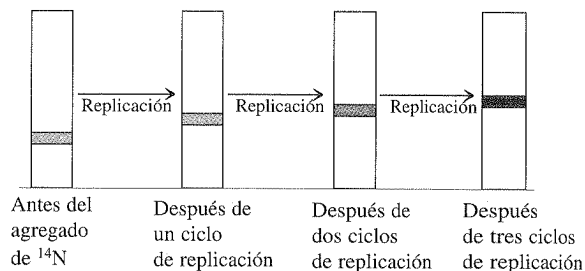 Replicación
Replicación
Replicación
Antes del
agregado
de ¹⁴N
Después de
un ciclo
de replicación
Después de
dos ciclos
de replicación
Después
de tres ciclos
de replicación